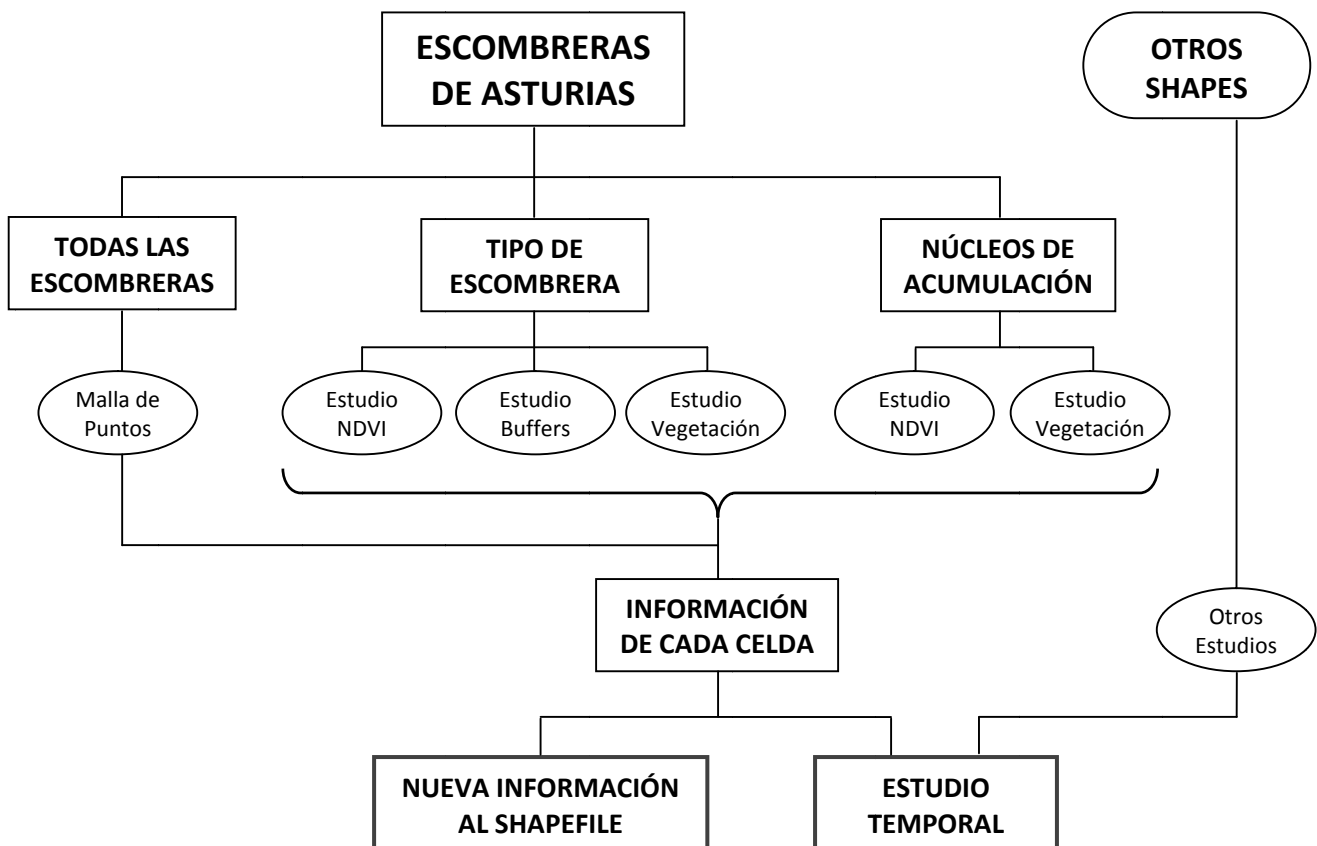 ESCOMBRERAS
DE ASTURIAS
OTROS
SHAPES
TODAS LAS
ESCOMBRERAS
TIPO DE
ESCOMBRERA
NÚCLEOS DE
ACUMULACIÓN
Malla de
Puntos
Estudio
NDVI
Estudio
Buffers
Estudio
Vegetación
Estudio
NDVI
Estudio
Vegetación
INFORMACIÓN
DE CADA CELDA
Otros
Estudios
NUEVA INFORMACIÓN
AL SHAPEFILE
ESTUDIO
TEMPORAL